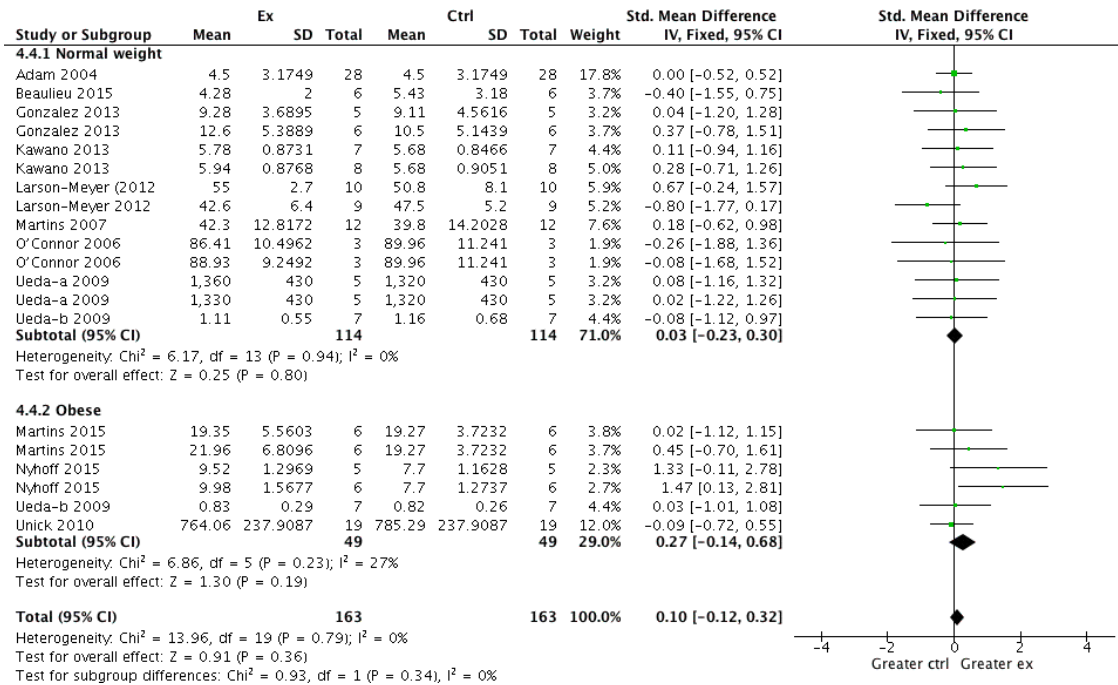 Ex Ctrl Std. Mean Difference Std. Mean Difference
Study or Subgroup Mean SD Total Mean SD Total Weight IV, Fixed, 95% CI IV, Fixed, 95% CI
4.4.1 Normal weight
Adam 2004 4.5 3.1749 28 4.5 3.1749 28 17.8% 0.00 [-0.52, 0.52]
Beaulieu 2015 4.28 2 6 5.43 3.18 6 3.7% -0.40 [-1.55, 0.75]
Gonzalez 2013 9.28 3.6895 5 9.11 4.5616 5 3.2% 0.04 [-1.20, 1.28]
Gonzalez 2013 12.6 5.3889 6 10.5 5.1439 6 3.7% 0.37 [-0.78, 1.51]
Kawano 2013 5.78 0.8731 7 5.68 0.8466 7 4.4% 0.11 [-0.94, 1.16]
Kawano 2013 5.94 0.8768 8 5.68 0.9051 8 5.0% 0.28 [-0.71, 1.26]
Larson-Meyer (2012 55 2.7 10 50.8 8.1 10 5.9% 0.67 [-0.24, 1.57]
Larson-Meyer 2012 42.6 6.4 9 47.5 5.2 9 5.2% -0.80 [-1.77, 0.17]
Martins 2007 42.3 12.8172 12 39.8 14.2028 12 7.6% 0.18 [-0.62, 0.98]
O'Connor 2006 86.41 10.4962 3 89.96 11.241 3 1.9% -0.26 [-1.88, 1.36]
O'Connor 2006 88.93 9.2492 3 89.96 11.241 3 1.9% -0.08 [-1.68, 1.52]
Ueda-a 2009 1,360 430 5 1,320 430 5 3.2% 0.08 [-1.16, 1.32]
Ueda-a 2009 1,330 430 5 1,320 430 5 3.2% 0.02 [-1.22, 1.26]
Ueda-b 2009 1.11 0.55 7 1.16 0.68 7 4.4% -0.08 [-1.12, 0.97]
Subtotal (95% CI) 114 114 71.0% 0.03 [-0.23, 0.30]
Heterogeneity: Chi² = 6.17, df = 13 (P = 0.94); I² = 0%
Test for overall effect: Z = 0.25 (P = 0.80)
4.4.2 Obese
Martins 2015 19.35 5.5603 6 19.27 3.7232 6 3.8% 0.02 [-1.12, 1.15]
Martins 2015 21.96 6.8096 6 19.27 3.7232 6 3.7% 0.45 [-0.70, 1.61]
Nyhoff 2015 9.52 1.2969 5 7.7 1.1628 5 2.3% 1.33 [-0.11, 2.78]
Nyhoff 2015 9.98 1.5677 6 7.7 1.2737 6 2.7% 1.47 [0.13, 2.81]
Ueda-b 2009 0.83 0.29 7 0.82 0.26 7 4.4% 0.03 [-1.01, 1.08]
Unick 2010 764.06 237.9087 19 785.29 237.9087 19 12.0% -0.09 [-0.72, 0.55]
Subtotal (95% CI) 49 49 29.0% 0.27 [-0.14, 0.68]
Heterogeneity: Chi² = 6.86, df = 5 (P = 0.23); I² = 27%
Test for overall effect: Z = 1.30 (P = 0.19)
Total (95% CI) 163 163 100.0% 0.10 [-0.12, 0.32]
Heterogeneity: Chi² = 13.96, df = 19 (P = 0.79); I² = 0%
Test for overall effect: Z = 0.91 (P = 0.36)
Test for subgroup differences: Chi² = 0.93, df = 1 (P = 0.34), I² = 0%
-4 -2 0 2 4
Greater ctrl Greater ex